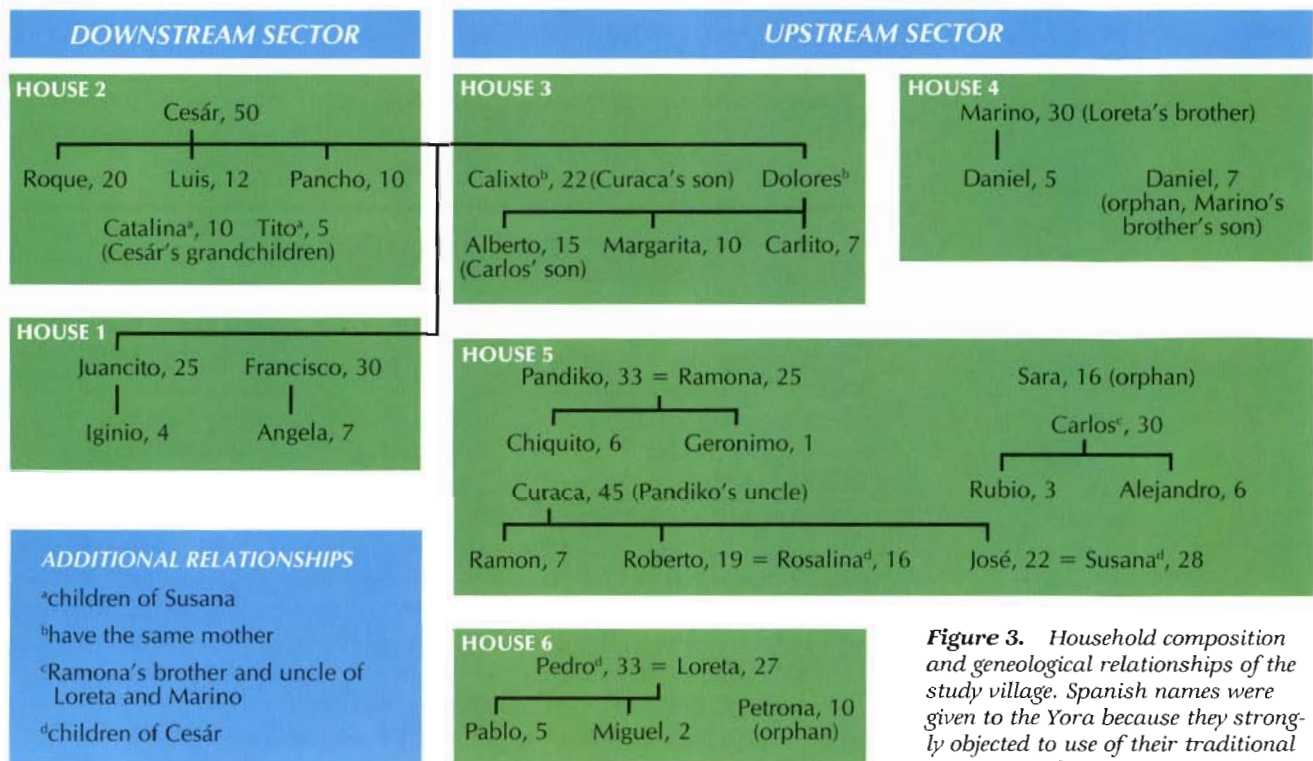 DOWNSTREAM SECTOR
HOUSE 2
Cesár, 50
Roque, 20 Luis, 12 Pancho, 10
Catalinaᵃ, 10 Titoᵃ, 5
(Cesár's grandchildren)
HOUSE 1
Juancito, 25 Francisco, 30
Iginio, 4 Angela, 7
ADDITIONAL RELATIONSHIPS
ᵃchildren of Susana
ᵇhave the same mother
ᶜRamona's brother and uncle of
Loreta and Marino
ᵈchildren of Cesár
UPSTREAM SECTOR
HOUSE 3
Calixtoᵇ, 22 (Curaca's son) Doloresᵇ
Alberto, 15 Margarita, 10 Carlito, 7
(Carlos' son)
HOUSE 4
Marino, 30 (Loreta's brother)
Daniel, 5 Daniel, 7
(orphan, Marino's
brother's son)
HOUSE 5
Pandiko, 33 = Ramona, 25 Sara, 16 (orphan)
Carlosᶜ, 30
Chiquito, 6 Geronimo, 1
Rubio, 3 Alejandro, 6
Curaca, 45 (Pandiko's uncle)
Ramon, 7 Roberto, 19 = Rosalinaᵈ, 16 José, 22 = Susanaᵈ, 28
HOUSE 6
Pedroᵈ, 33 = Loreta, 27
Pablo, 5 Miguel, 2 Petrona, 10
(orphan)
Figure 3. Household composition
and geneological relationships of the
study village. Spanish names were
given to the Yora because they strong-
ly objected to use of their traditional